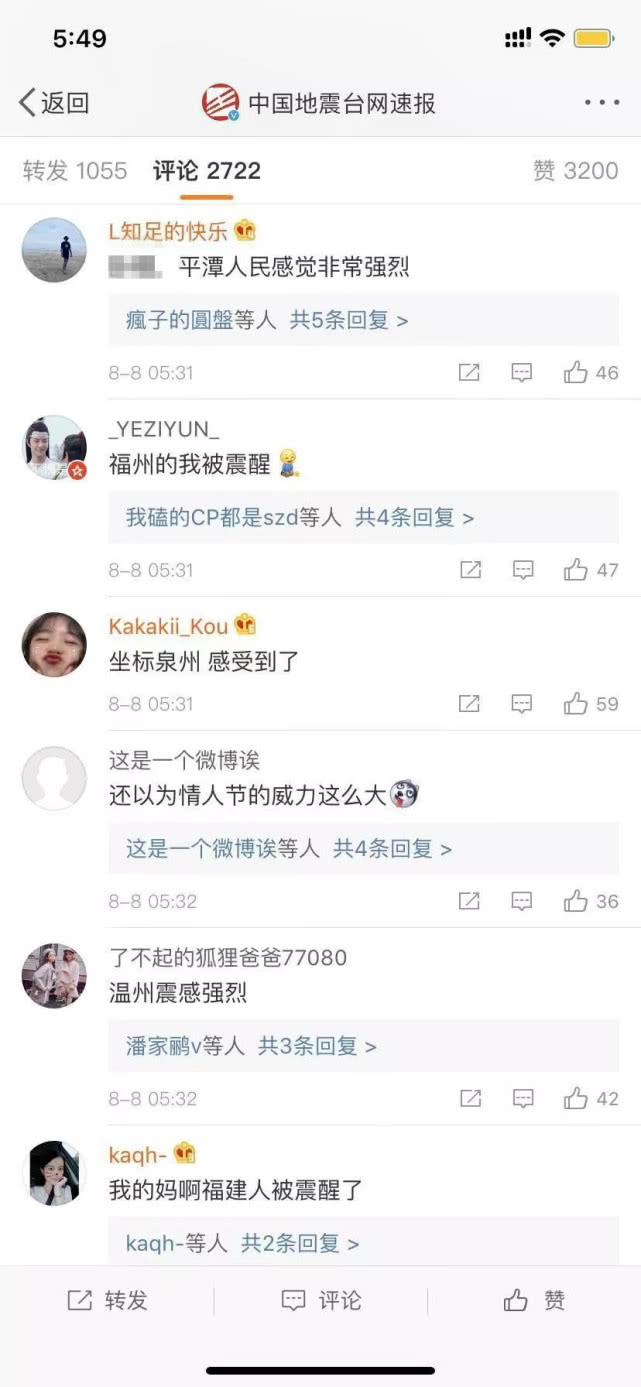 5:49
返回
中国地震台网速报
转发 1055 评论 2722 赞 3200
L知足的快乐
平潭人民感觉非常强烈
瘋子的圓盤等人 共5条回复 >
8-8 05:31 46
_YEZIYUN_
福州的我被震醒
我磕的CP都是szd等人 共4条回复 >
8-8 05:31 47
Kakakii_Kou
坐标泉州 感受到了
8-8 05:31 59
这是一个微博诶
还以为情人节的威力这么大
这是一个微博诶等人 共4条回复 >
8-8 05:32 36
了不起的狐狸爸爸77080
温州震感强烈
潘家鹂v等人 共3条回复 >
8-8 05:32 42
kaqh-
我的妈啊福建人被震醒了
kaqh-等人 共2条回复 >
转发 评论 赞